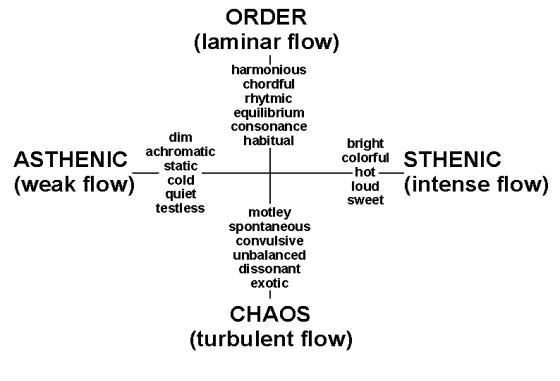 ORDER
(laminar flow)
harmonious
chordful
rhytmic
equilibrium
consonance
habitual
dim
achromatic
static
cold
quiet
testless
ASTHENIC
(weak flow)
bright
colorful
hot
loud
sweet
STHENIC
(intense flow)
motley
spontaneous
convulsive
unbalanced
dissonant
exotic
CHAOS
(turbulent flow)